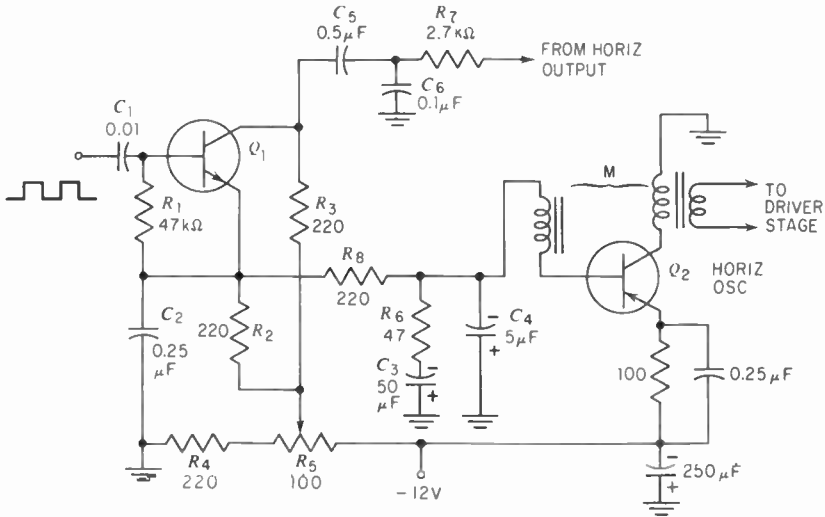 C5
0.5µF
R7
2.7kΩ
FROM HORIZ
OUTPUT
C6
0.1µF
C1
0.01
Q1
R1
47kΩ
R3
220
M
TO
DRIVER
STAGE
R8
220
Q2
HORIZ
OSC
C2
0.25
µF
220
R2
R6
47
C3
50
µF
-
+
C4
5µF
-
+
100
0.25µF
R4
220
R5
100
-12V
-
+
250µF